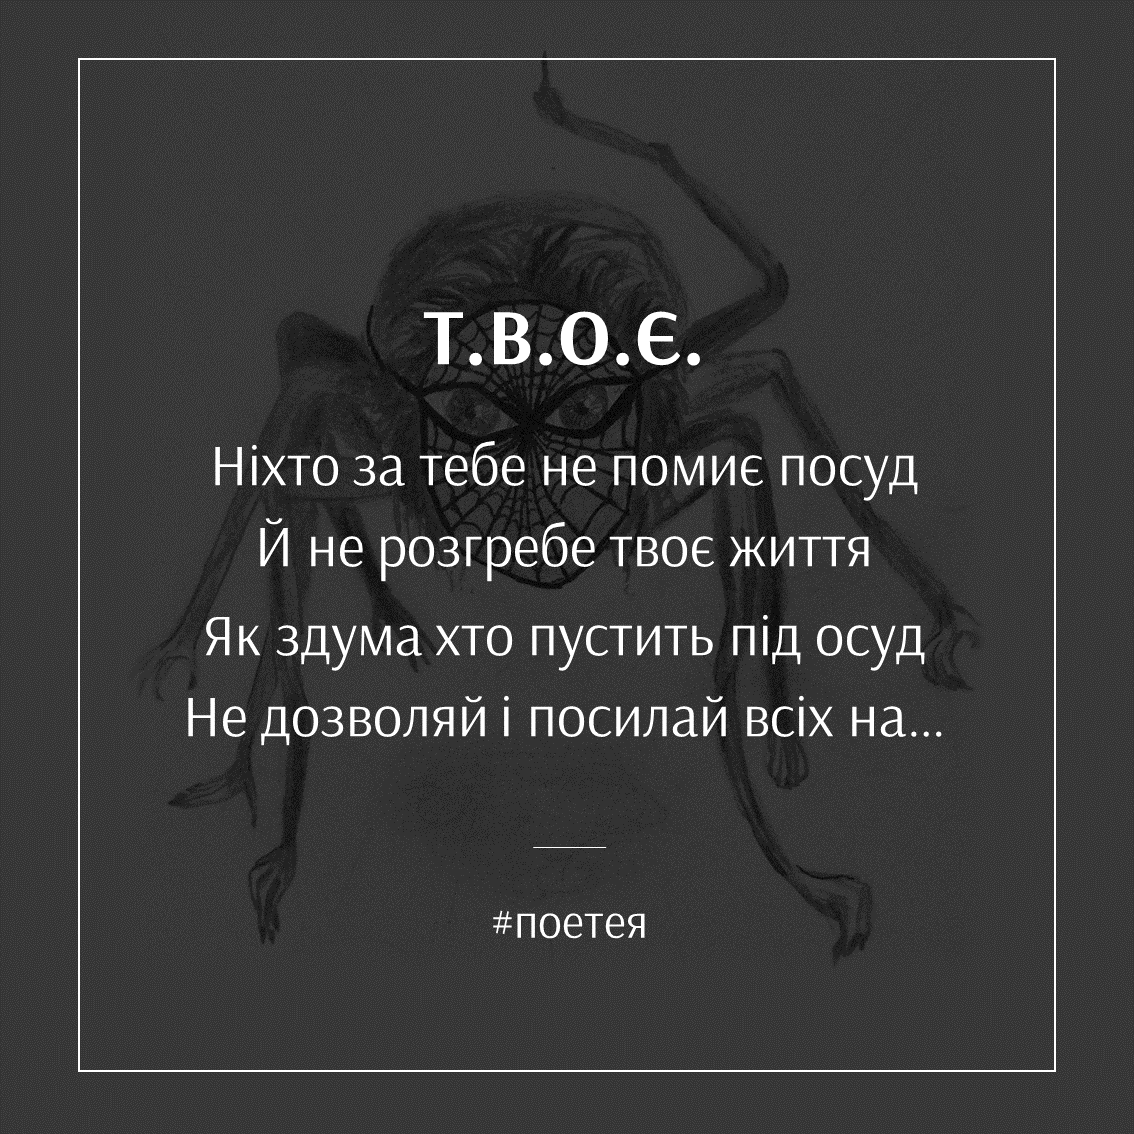 Т.В.О.Є.
Ніхто за тебе не помиє посуд
Й не розгребе твоє життя
Як здума хто пустить під осуд
Не дозволяй і посилай всіх на...
#поетея